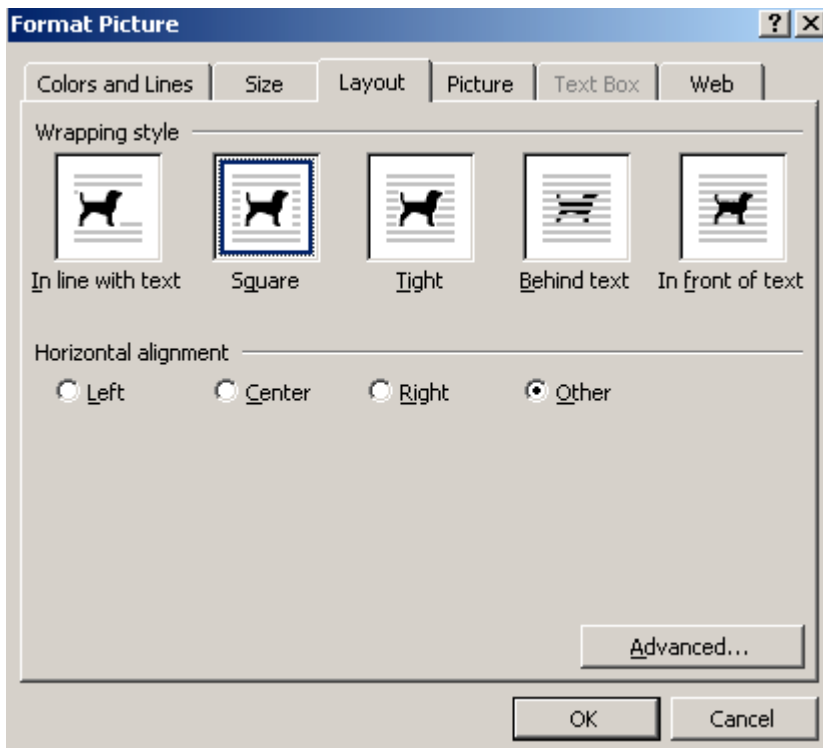 Format Picture
Colors and Lines Size Layout Picture Text Box Web
Wrapping style
In line with text Square Tight Behind text In front of text
Horizontal alignment
Left Center Right Other
Advanced...
OK Cancel